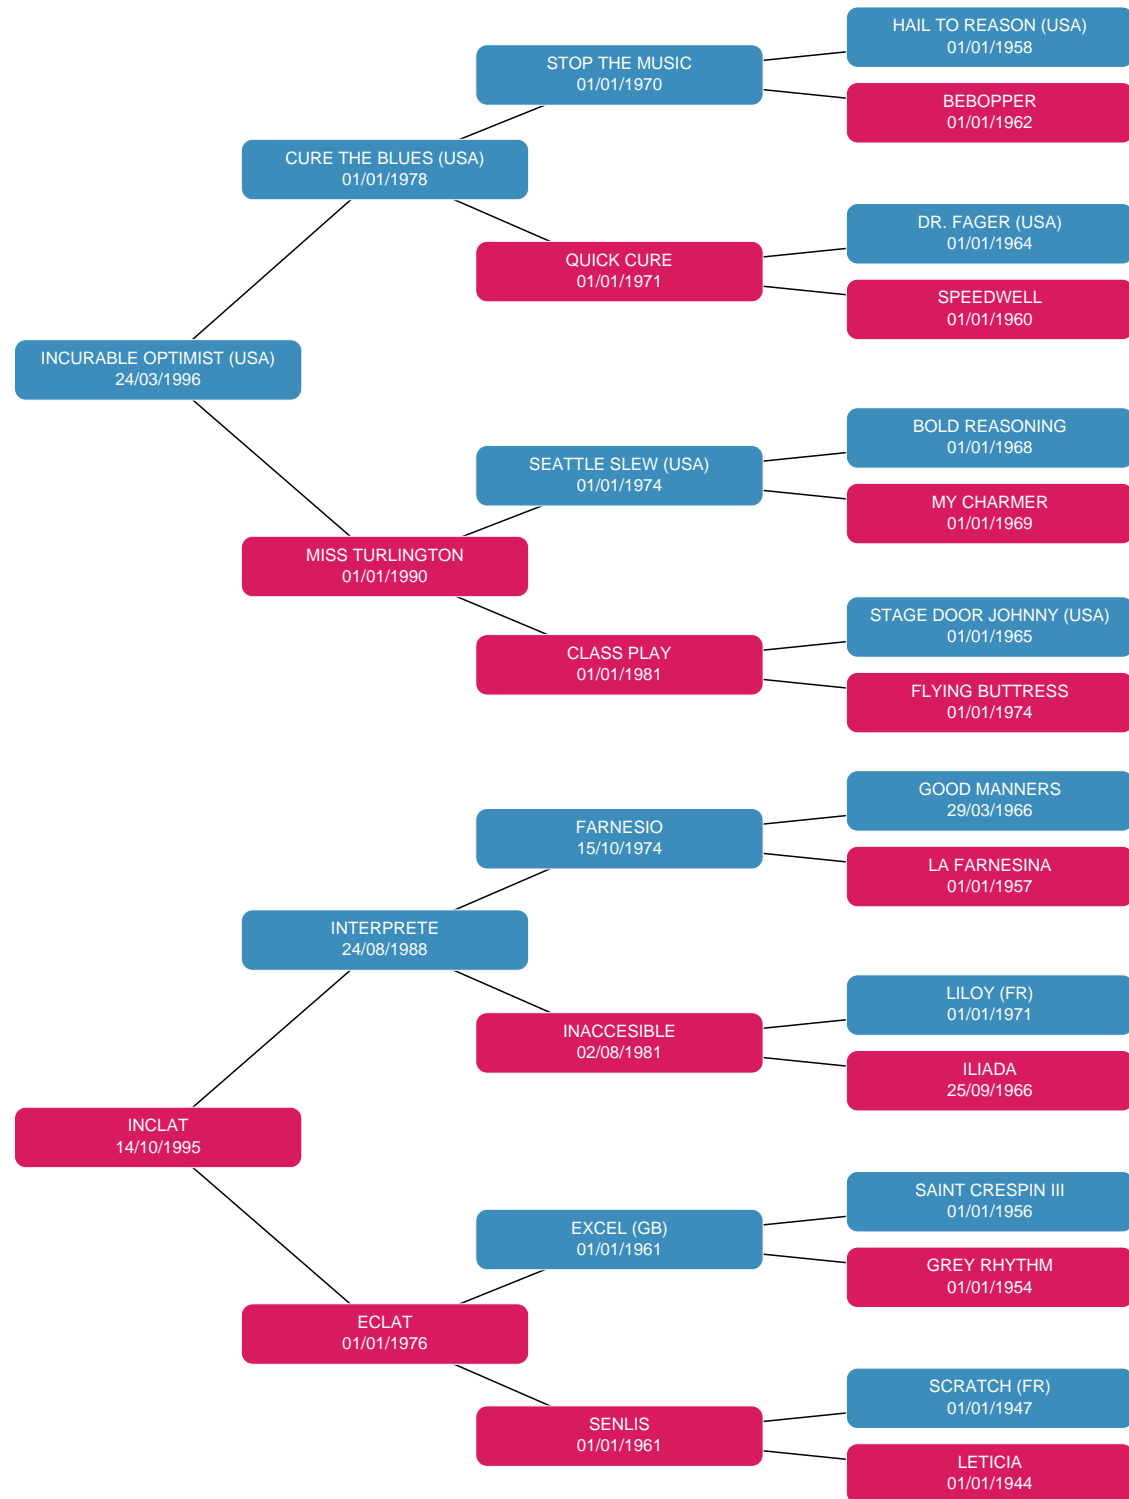 HAIL TO REASON (USA)
01/01/1958
STOP THE MUSIC
01/01/1970
BEBOPPER
01/01/1962
CURE THE BLUES (USA)
01/01/1978
DR. FAGER (USA)
01/01/1964
QUICK CURE
01/01/1971
SPEEDWELL
01/01/1960
INCURABLE OPTIMIST (USA)
24/03/1996
BOLD REASONING
01/01/1968
SEATTLE SLEW (USA)
01/01/1974
MY CHARMER
01/01/1969
MISS TURLINGTON
01/01/1990
STAGE DOOR JOHNNY (USA)
01/01/1965
CLASS PLAY
01/01/1981
FLYING BUTTRESS
01/01/1974
GOOD MANNERS
29/03/1966
FARNESIO
15/10/1974
LA FARNESINA
01/01/1957
INTERPRETE
24/08/1988
LILOY (FR)
01/01/1971
INACCESIBLE
02/08/1981
ILIADA
25/09/1966
INCLAT
14/10/1995
SAINT CRESPIN III
01/01/1956
EXCEL (GB)
01/01/1961
GREY RHYTHM
01/01/1954
ECLAT
01/01/1976
SCRATCH (FR)
01/01/1947
SENLIS
01/01/1961
LETICIA
01/01/1944